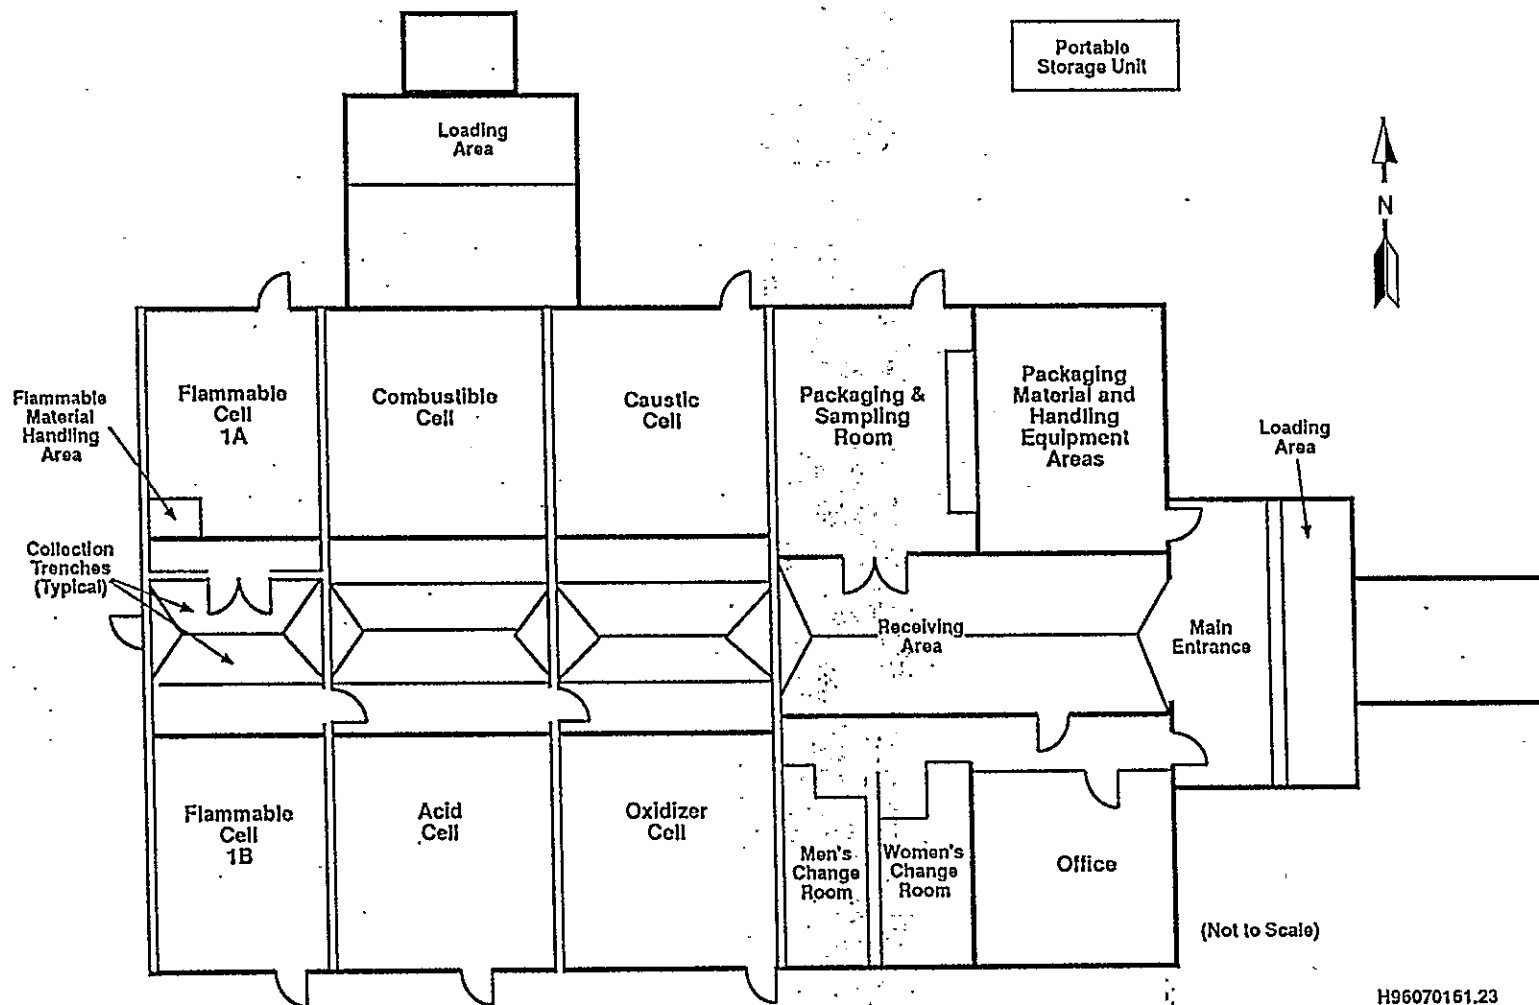 Portable
Storage Unit
Loading
Area
N
Flammable
Material
Handling
Area
Flammable
Cell
1A
Combustible
Cell
Caustic
Cell
Packaging &
Sampling
Room
Packaging
Material and
Handling
Equipment
Areas
Loading
Area
Collection
Trenches
(Typical)
Receiving
Area
Main
Entrance
Flammable
Cell
1B
Acid
Cell
Oxidizer
Cell
Men's
Change
Room
Women's
Change
Room
Office
(Not to Scale)
H96070161.23